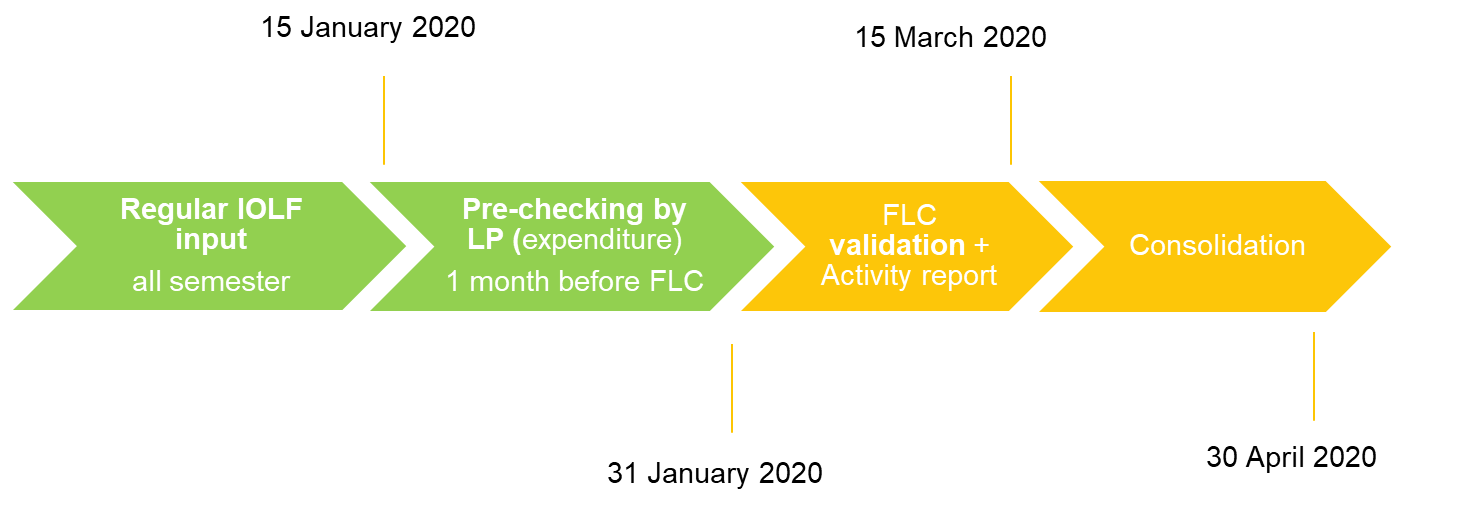 15 January 2020
15 March 2020
Regular IOLF
input
all semester
Pre-checking by
LP (expenditure)
1 month before FLC
FLC
validation +
Activity report
Consolidation
31 January 2020
30 April 2020